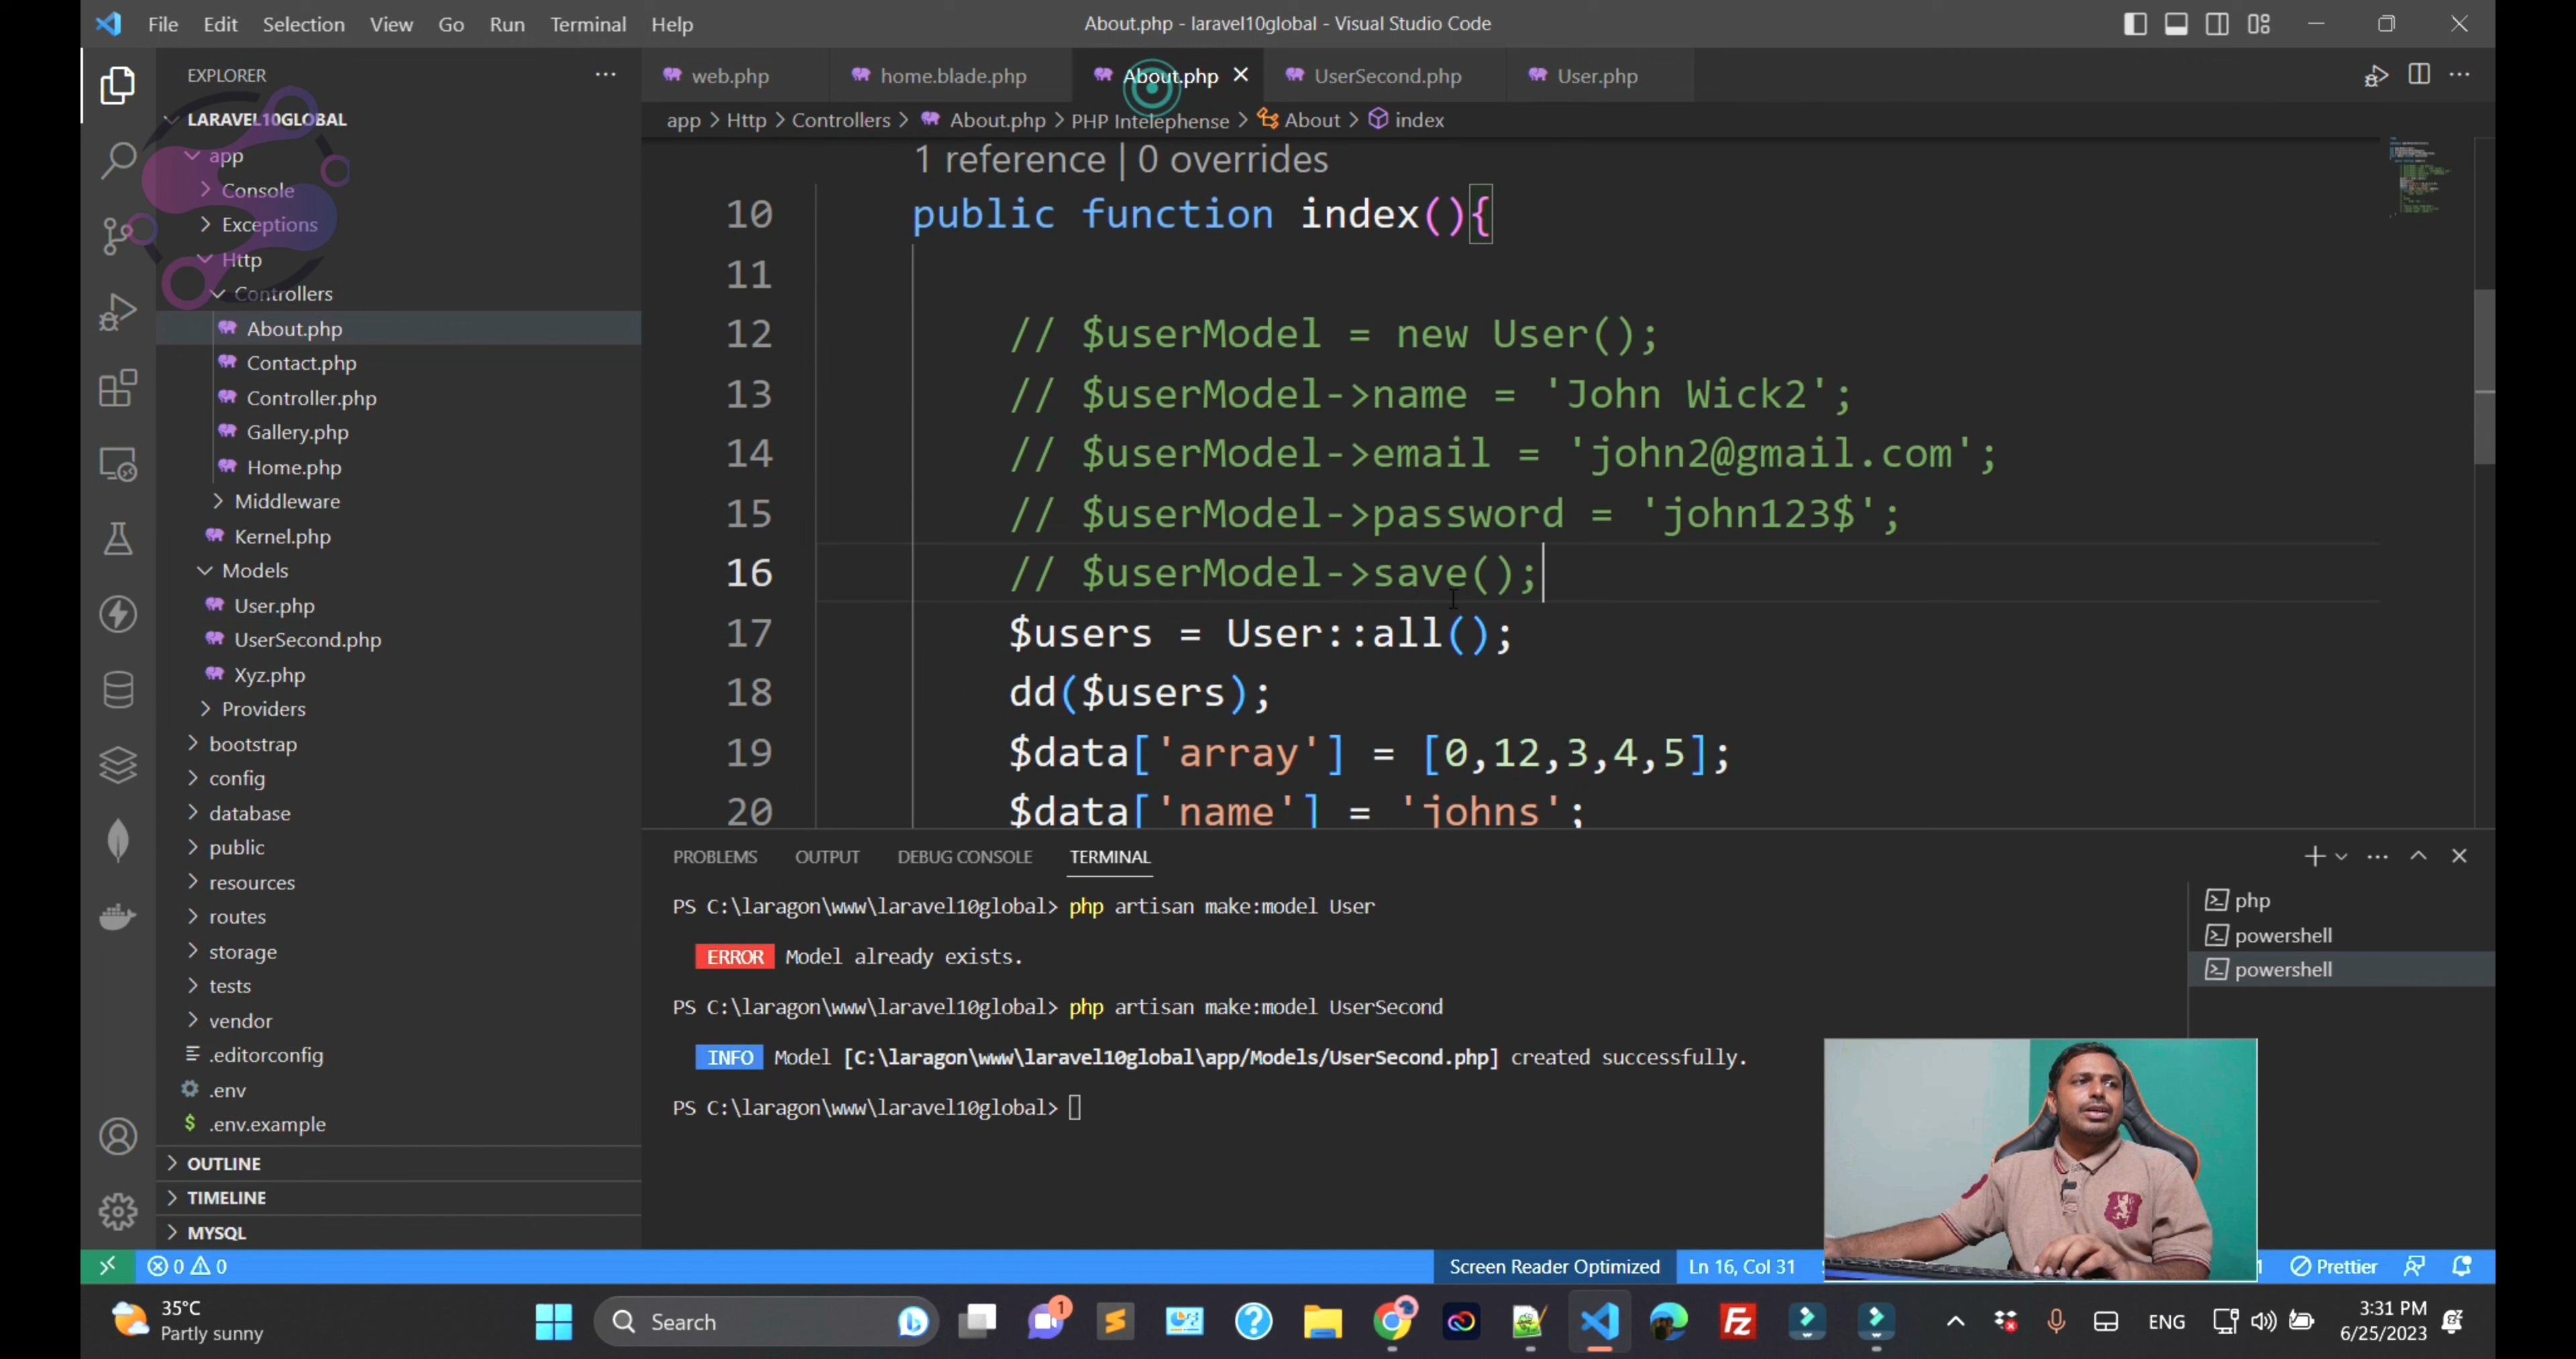 File Edit Selection View Go Run Terminal Help
About.php - laravel10global - Visual Studio Code
EXPLORER
LARAVEL10GLOBAL
app
Console
Exceptions
Http
Controllers
About.php
Contact.php
Controller.php
Gallery.php
Home.php
Middleware
Kernel.php
Models
User.php
UserSecond.php
Xyz.php
Providers
bootstrap
config
database
public
resources
routes
storage
tests
vendor
.editorconfig
.env
.env.example
OUTLINE
TIMELINE
MYSQL
web.php home.blade.php About.php UserSecond.php User.php
app > Http > Controllers > About.php > PHP Intelephense > About > index
1 reference | 0 overrides
10 public function index(){
11
12 // $userModel = new User();
13 // $userModel->name = 'John Wick2';
14 // $userModel->email = 'john2@gmail.com';
15 // $userModel->password = 'john123$';
16 // $userModel->save();
17 $users = User::all();
18 dd($users);
19 $data['array'] = [0,12,3,4,5];
20 $data['name'] = 'johns';
PROBLEMS OUTPUT DEBUG CONSOLE TERMINAL
PS C:\laragon\www\laravel10global> php artisan make:model User
ERROR Model already exists.
PS C:\laragon\www\laravel10global> php artisan make:model UserSecond
INFO Model [C:\laragon\www\laravel10global\app/Models/UserSecond.php] created successfully.
PS C:\laragon\www\laravel10global>
php
powershell
powershell
0 0
Screen Reader Optimized Ln 16, Col 31
Prettier
35°C
Partly sunny
Search
1
Fz
ENG
3:31 PM
6/25/2023